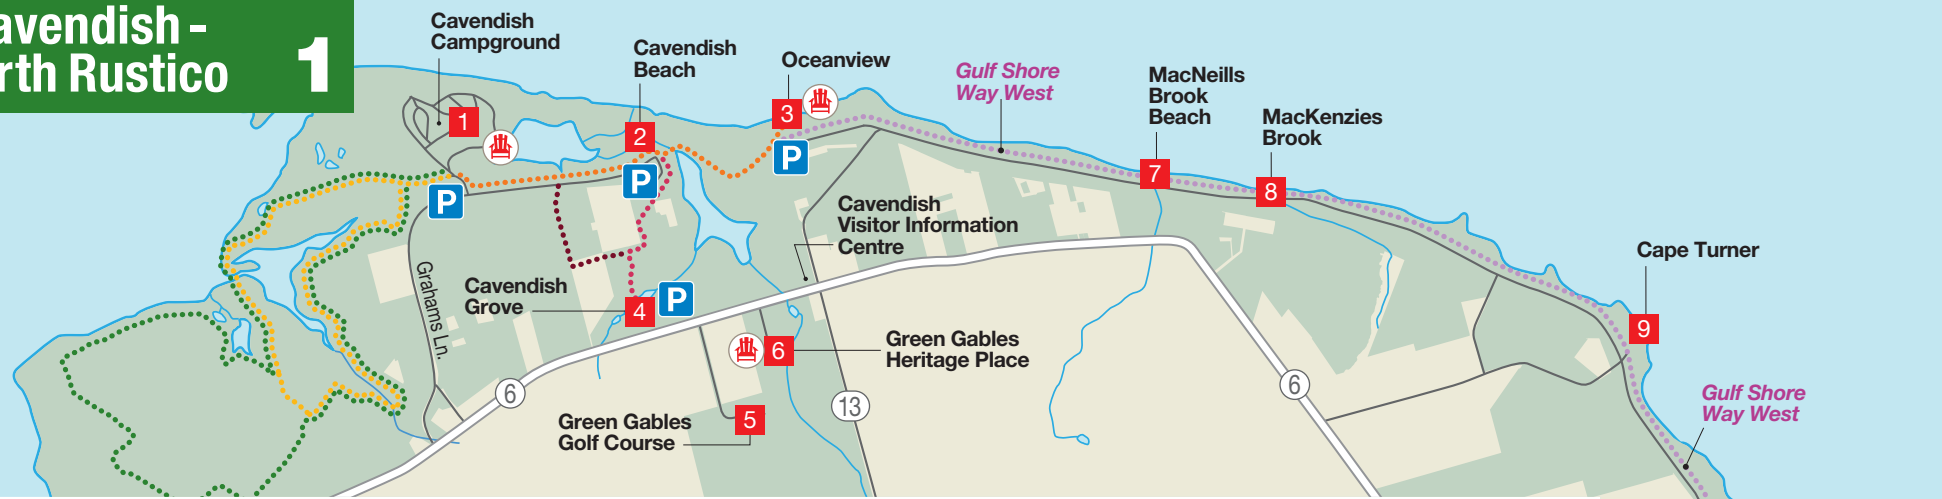 avendish -
rth Rustico
1
Cavendish
Campground
Cavendish
Beach
Oceanview
Gulf Shore
Way West
MacNeills
Brook
Beach
MacKenzies
Brook
1
2
3
P
P
P
7
8
Cavendish
Visitor Information
Centre
Cape Turner
9
Grahams Ln.
Cavendish
Grove
4
P
Green Gables
Heritage Place
6
6
13
6
Green Gables
Golf Course
5
Gulf Shore
Way West